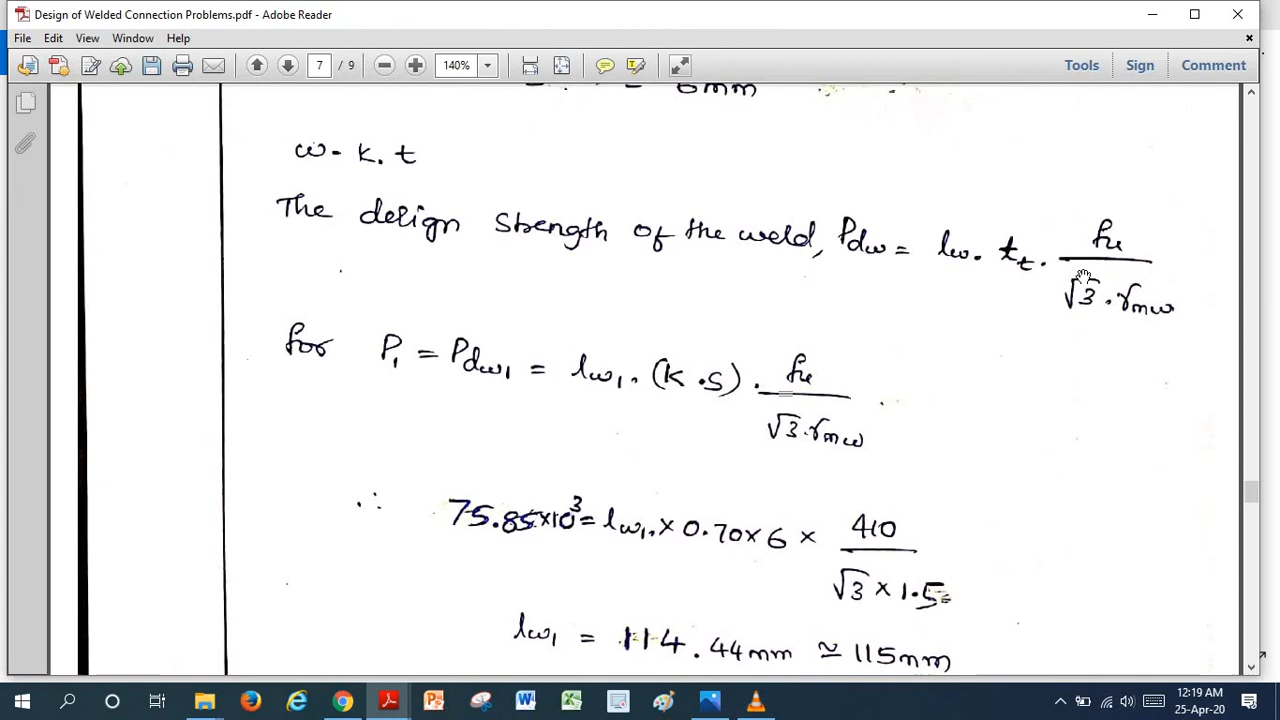 Design of Welded Connection Problems.pdf - Adobe Reader
File Edit View Window Help
7 / 9 140% Tools Sign Comment
6mm
w - k. t
The design Strength of the weld, Pdw = lw. tt. fu / √3 . γmw
for P1 = Pdw1 = lw1. (K .S) . fu / √3.γmw
∴ 75.85×10³ = lw1. × 0.70×6 × 410 / √3 × 1.5
lw1 = 114.44mm ≃ 115mm
12:19 AM
25-Apr-20